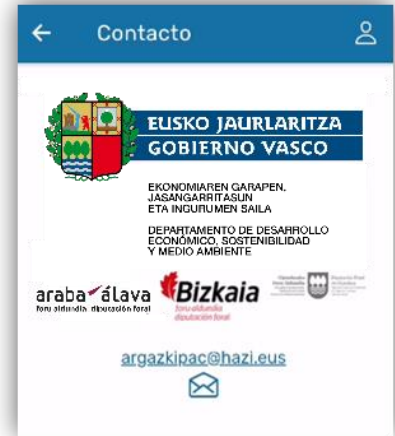 Contacto
EUSKO JAURLARITZA
GOBIERNO VASCO
EKONOMIAREN GARAPEN,
JASANGARRITASUN
ETA INGURUMEN SAILA
DEPARTAMENTO DE DESARROLLO
ECONÓMICO, SOSTENIBILIDAD
Y MEDIO AMBIENTE
araba álava
foru aldundia diputación foral
Bizkaia
foru aldundia
diputación foral
argazkipac@hazi.eus